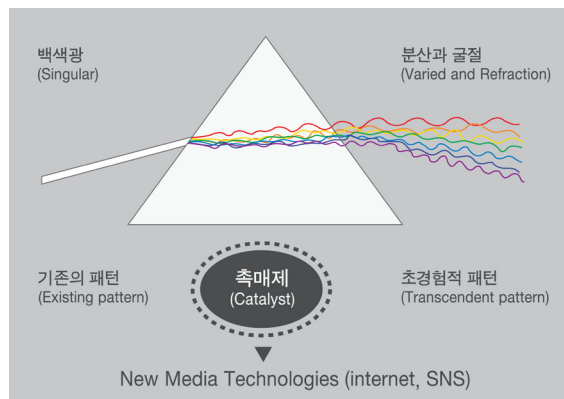 백색광
(Singular)
분산과 굴절
(Varied and Refraction)
기존의 패턴
(Existing pattern)
촉매제
(Catalyst)
초경험적 패턴
(Transcendent pattern)
New Media Technologies (internet, SNS)